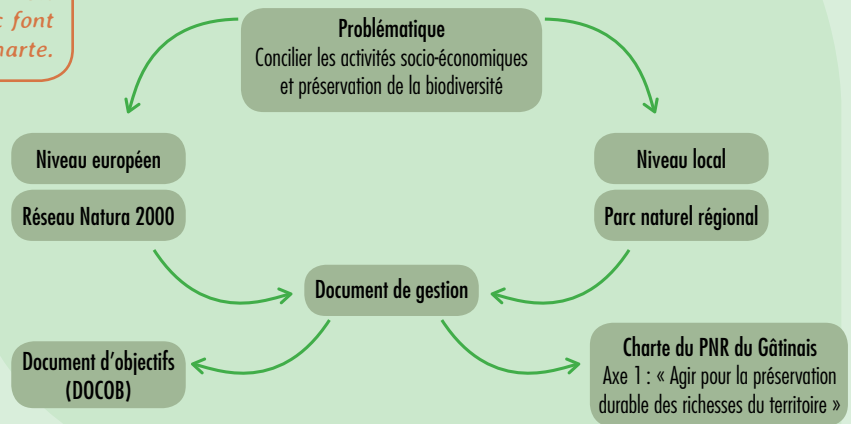 font
harte.
Problématique
Concilier les activités socio-économiques
et préservation de la biodiversité
Niveau européen
Niveau local
Réseau Natura 2000
Parc naturel régional
Document de gestion
Document d'objectifs
(DOCOB)
Charte du PNR du Gâtinais
Axe 1 : « Agir pour la préservation
durable des richesses du territoire »